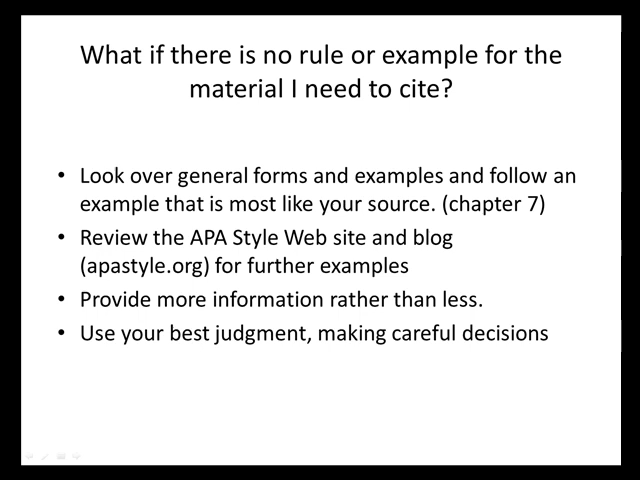 What if there is no rule or example for the
material I need to cite?
• Look over general forms and examples and follow an
example that is most like your source. (chapter 7)
• Review the APA Style Web site and blog
(apastyle.org) for further examples
• Provide more information rather than less.
• Use your best judgment, making careful decisions